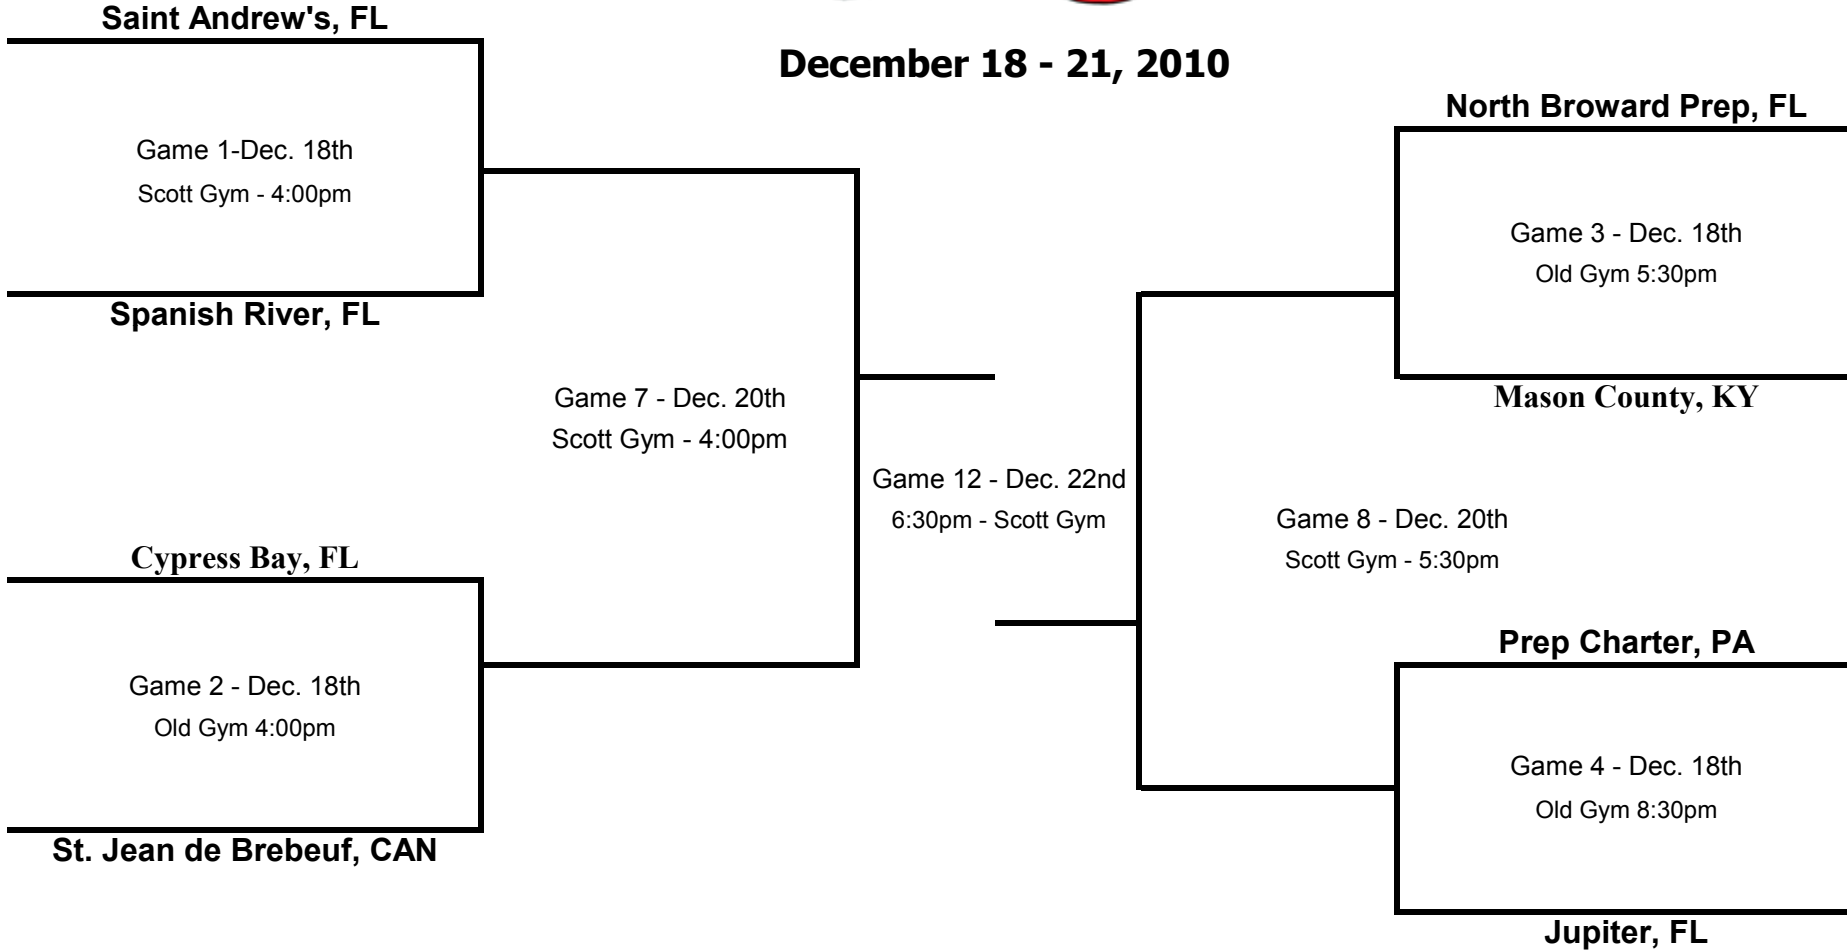 Saint Andrew's, FL
December 18 - 21, 2010
North Broward Prep, FL
Game 1-Dec. 18th
Scott Gym - 4:00pm
Game 3 - Dec. 18th
Old Gym 5:30pm
Spanish River, FL
Game 7 - Dec. 20th
Scott Gym - 4:00pm
Mason County, KY
Game 12 - Dec. 22nd
6:30pm - Scott Gym
Game 8 - Dec. 20th
Scott Gym - 5:30pm
Cypress Bay, FL
Prep Charter, PA
Game 2 - Dec. 18th
Old Gym 4:00pm
Game 4 - Dec. 18th
Old Gym 8:30pm
St. Jean de Brebeuf, CAN
Jupiter, FL